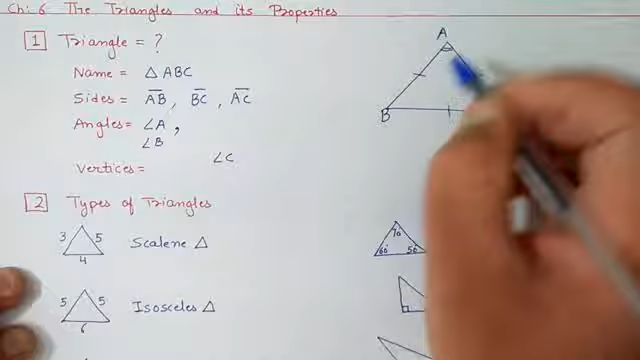 Ch: 6 The Triangles and its Properties
1 Triangle = ?
Name = △ ABC
Sides = AB, BC, AC
Angles = ∠A,
∠B
∠C
Vertices =
A
B
2 Types of Triangles
3 5
4
Scalene △
5 5
6
Isosceles △
70°
60° 50°